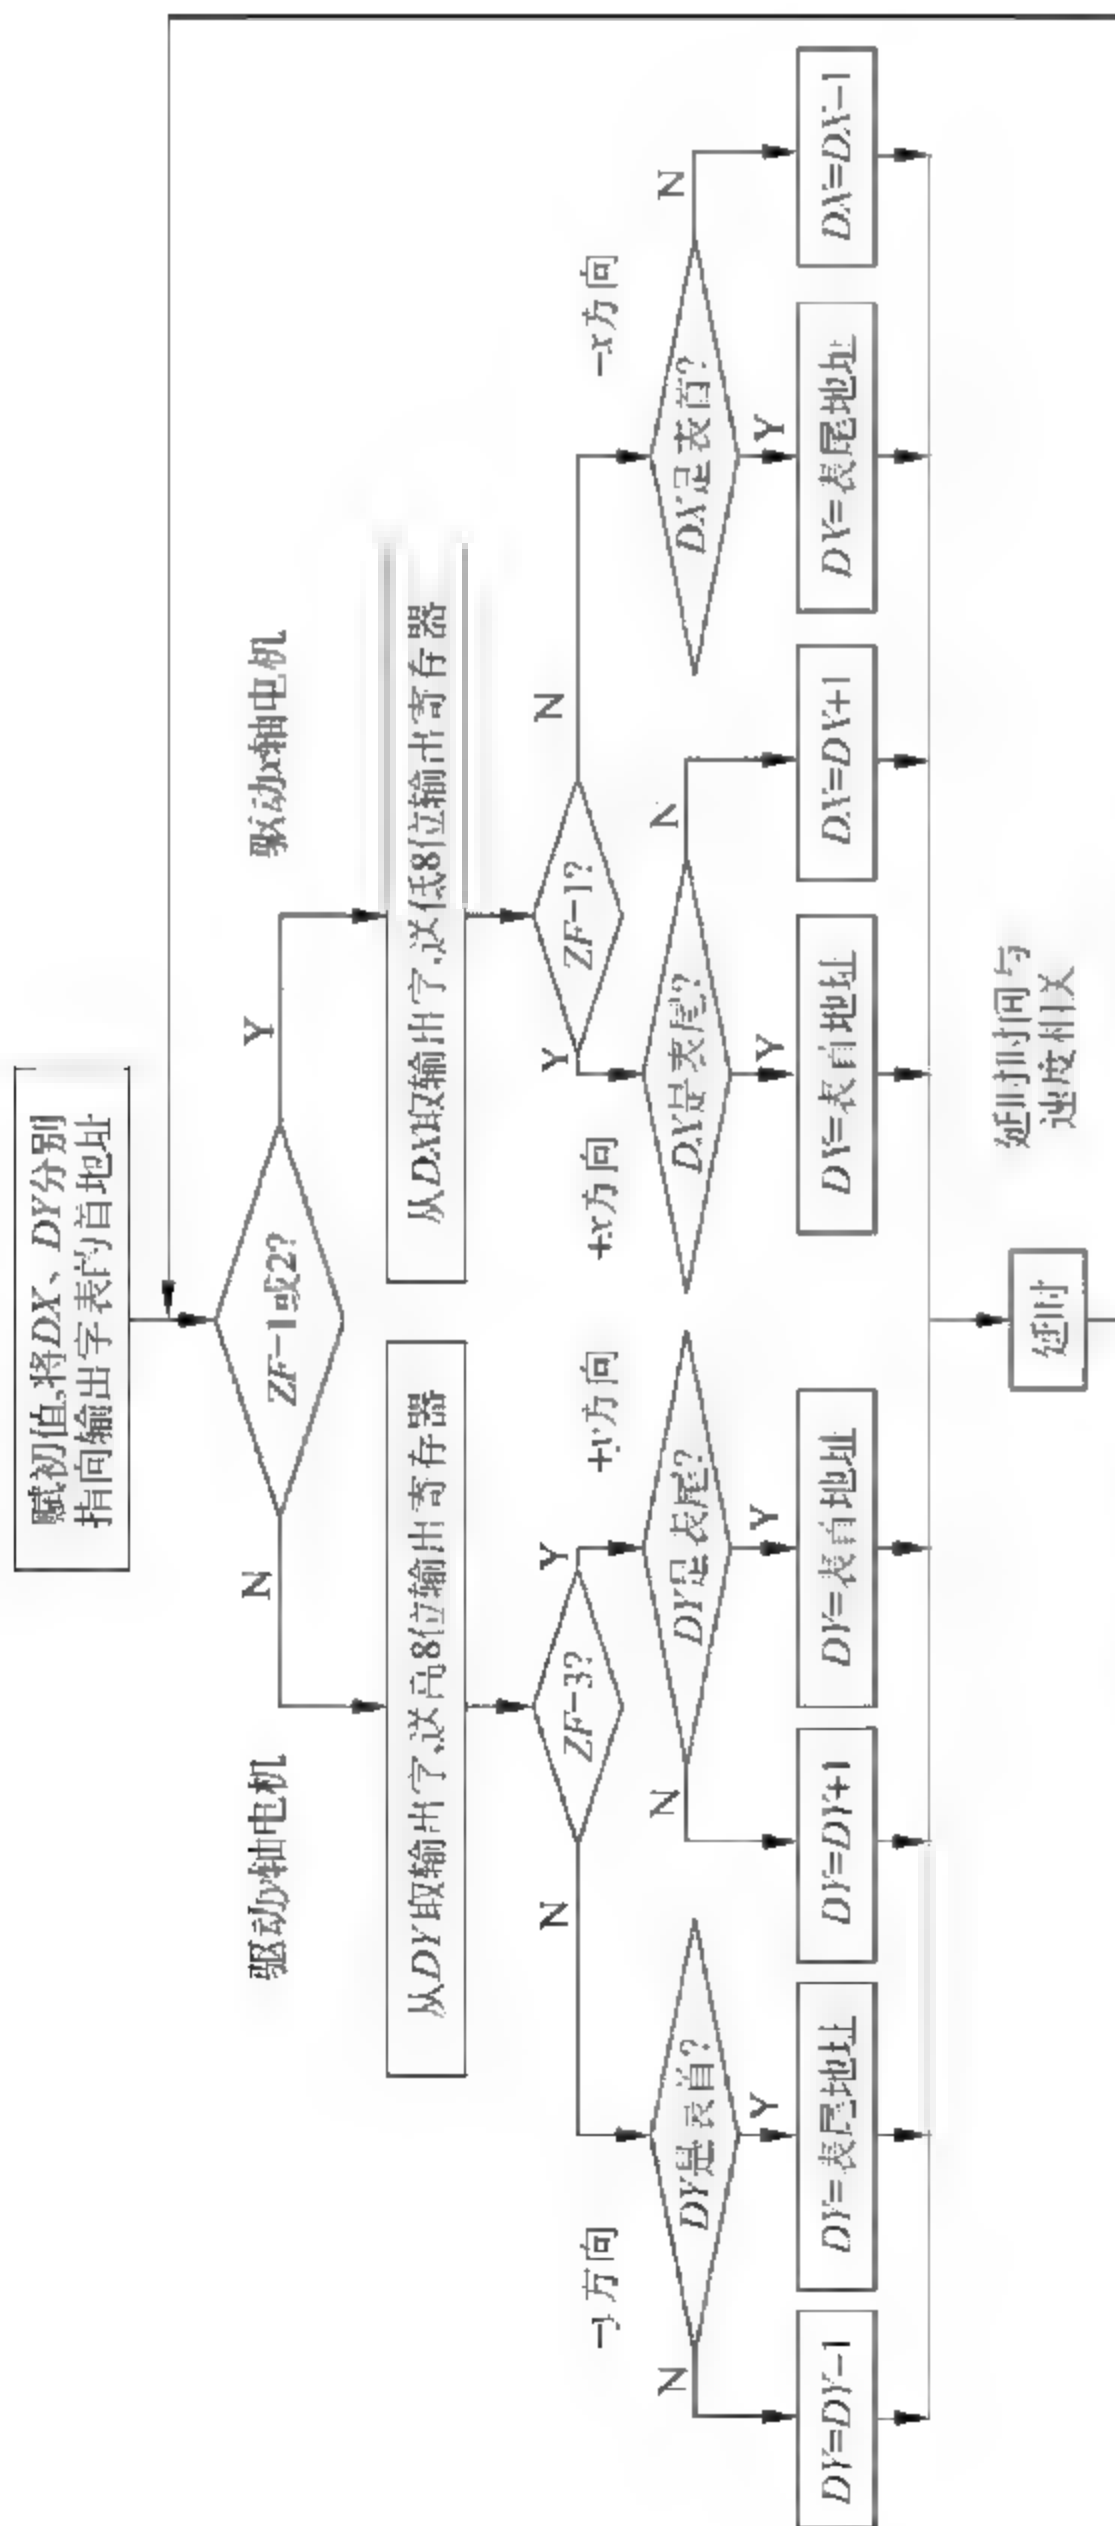 赋初值,将DX、DY分别
指向输出字表的首地址
ZF=1或2?
N
Y
驱动y轴电机
驱动x轴电机
从DY取输出字,送高8位输出寄存器
从DX取输出字,送低8位输出寄存器
N
ZF=3?
Y
Y
ZF=1?
N
-y方向
+y方向
+x方向
-x方向
N
DY是表首?
Y
N
DY是表尾?
Y
DX是表尾?
Y
N
DX是表首?
Y
N
DY=DY-1
DY=表尾地址
DY=DY+1
DY=表首地址
DX=表首地址
DX=DX+1
DX=表尾地址
DX=DX-1
延时
延时时间与
速度相关